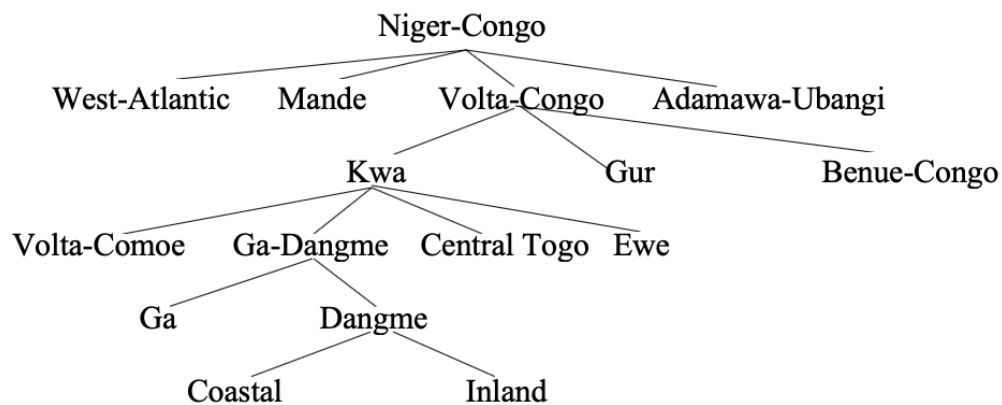 Niger-Congo
West-Atlantic Mande Volta-Congo Adamawa-Ubangi
Kwa Gur Benue-Congo
Volta-Comoe Ga-Dangme Central Togo Ewe
Ga Dangme
Coastal Inland